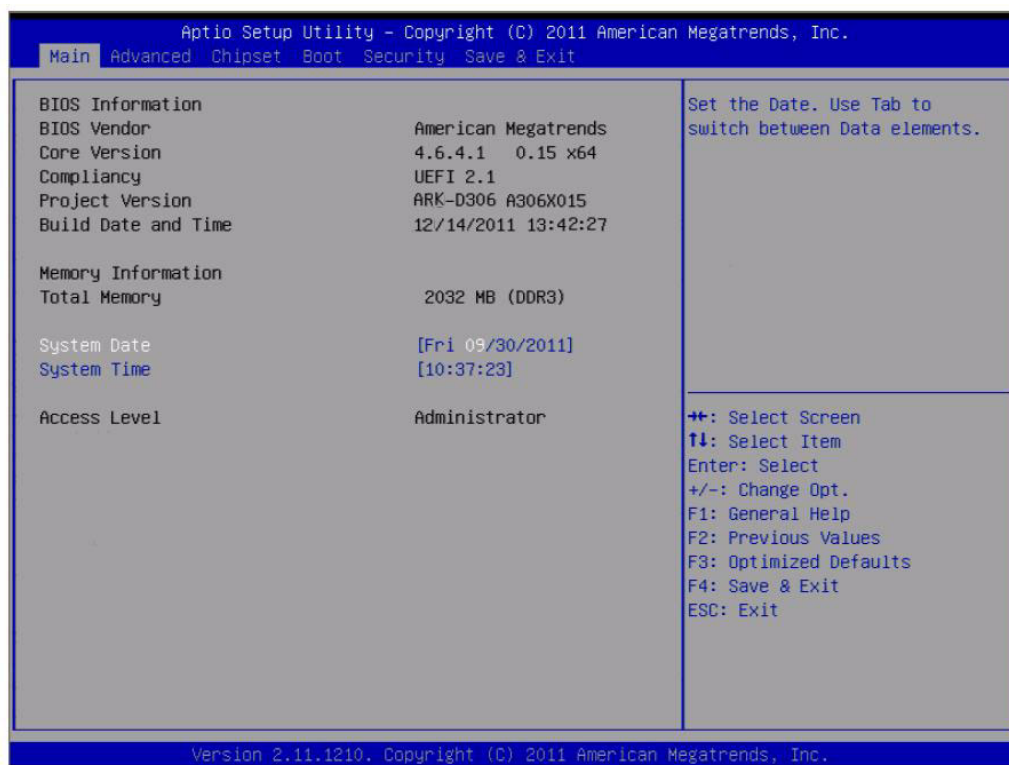 Aptio Setup Utility – Copyright (C) 2011 American Megatrends, Inc.
Main Advanced Chipset Boot Security Save & Exit
BIOS Information
BIOS Vendor American Megatrends
Core Version 4.6.4.1 0.15 x64
Compliancy UEFI 2.1
Project Version ARK-D306 A306X015
Build Date and Time 12/14/2011 13:42:27
Memory Information
Total Memory 2032 MB (DDR3)
System Date [Fri 09/30/2011]
System Time [10:37:23]
Access Level Administrator
Set the Date. Use Tab to
switch between Data elements.
→←: Select Screen
↑↓: Select Item
Enter: Select
+/-: Change Opt.
F1: General Help
F2: Previous Values
F3: Optimized Defaults
F4: Save & Exit
ESC: Exit
Version 2.11.1210. Copyright (C) 2011 American Megatrends, Inc.